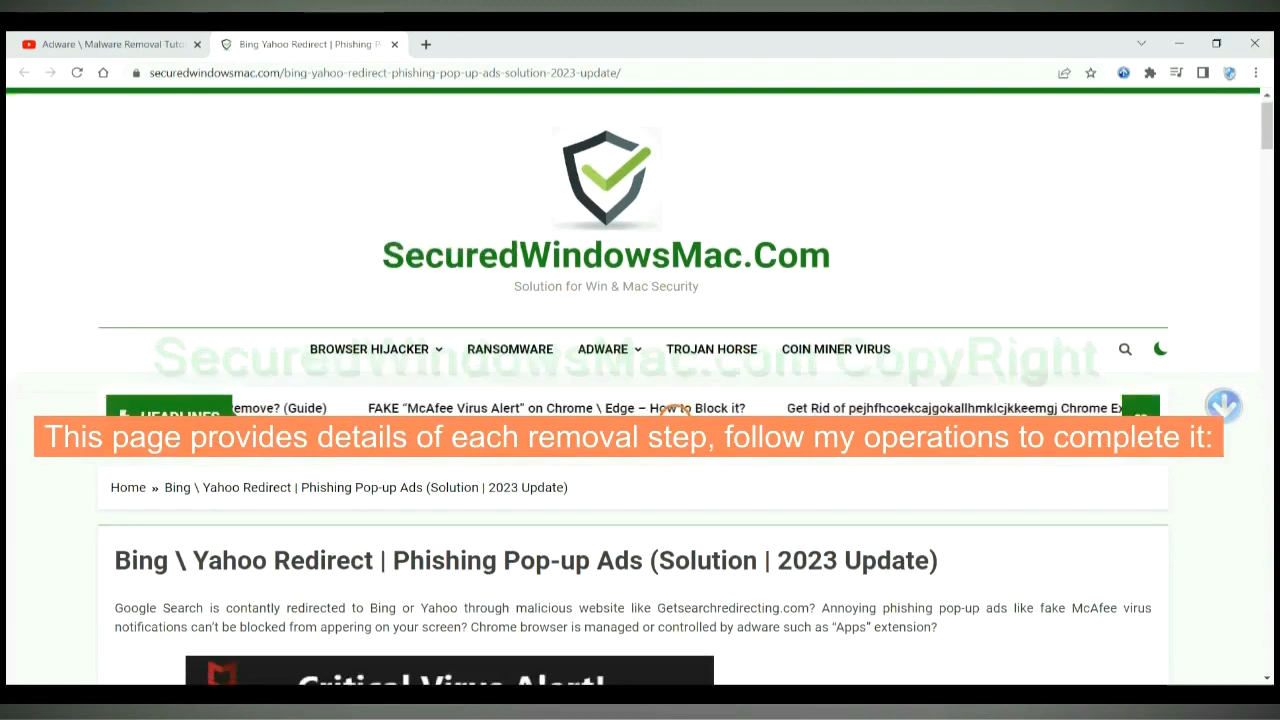 Adware \ Malware Removal Tuto
Bing Yahoo Redirect | Phishing P
securedwindowsmac.com/bing-yahoo-redirect-phishing-pop-up-ads-solution-2023-update/
SecuredWindowsMac.Com
Solution for Win & Mac Security
BROWSER HIJACKER RANSOMWARE ADWARE TROJAN HORSE COIN MINER VIRUS
SecuredWindowsMac.com CopyRight
HEADLINES emove? (Guide) FAKE “McAfee Virus Alert” on Chrome \ Edge – How to Block it? Get Rid of pejhfhcoekcajgokallhmklcjkkeemgj Chrome Ex
This page provides details of each removal step, follow my operations to complete it:
Home » Bing \ Yahoo Redirect | Phishing Pop-up Ads (Solution | 2023 Update)
Bing \ Yahoo Redirect | Phishing Pop-up Ads (Solution | 2023 Update)
Google Search is contantly redirected to Bing or Yahoo through malicious website like Getsearchredirecting.com? Annoying phishing pop-up ads like fake McAfee virus
notifications can’t be blocked from appering on your screen? Chrome browser is managed or controlled by adware such as “Apps” extension?
Critical Virus Alert!